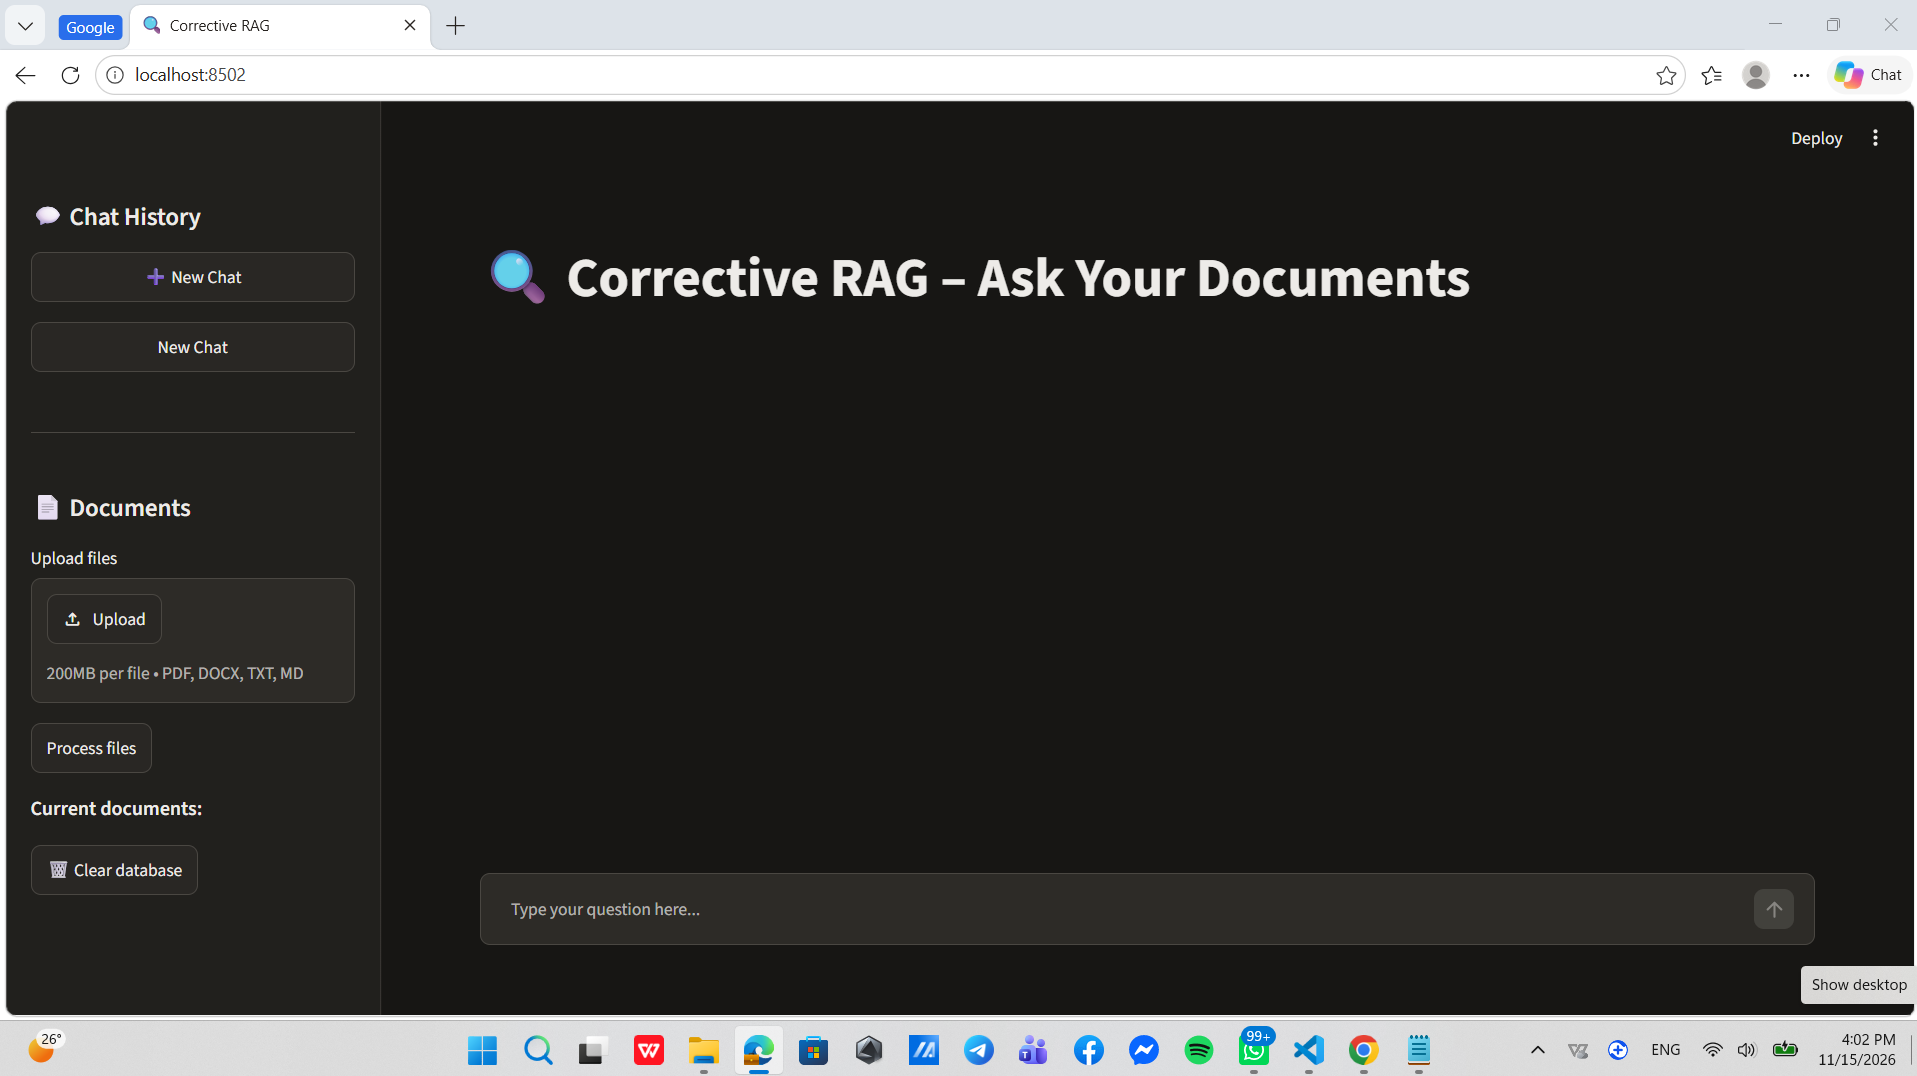 Google
Corrective RAG
localhost:8502
Chat
Deploy
Chat History
New Chat
New Chat
Documents
Upload files
Upload
200MB per file • PDF, DOCX, TXT, MD
Process files
Current documents:
Clear database
Corrective RAG – Ask Your Documents
Type your question here...
Show desktop
26°
99+
ENG
4:02 PM
11/15/2026